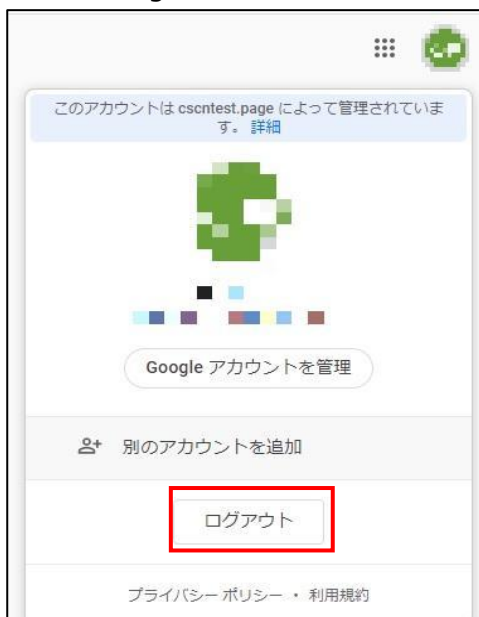 このアカウントは cscntest.page によって管理されていま
す。 詳細
Google アカウントを管理
別のアカウントを追加
ログアウト
プライバシー ポリシー ・ 利用規約